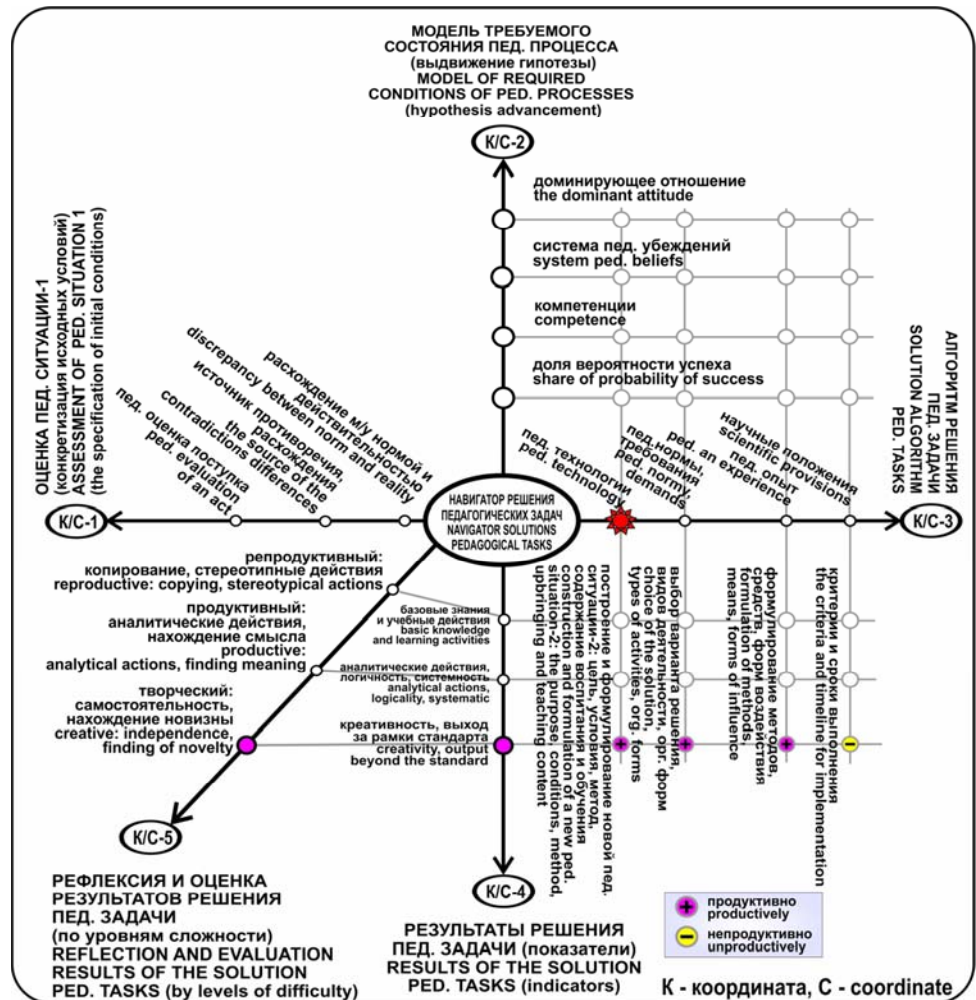 МОДЕЛЬ ТРЕБУЕМОГО
СОСТОЯНИЯ ПЕД. ПРОЦЕССА
(выдвижение гипотезы)
MODEL OF REQUIRED
CONDITIONS OF PED. PROCESSES
(hypothesis advancement)
К/С-2
доминирующее отношение
the dominant attitude
система пед. убеждений
system ped. beliefs
компетенции
competence
доля вероятности успеха
share of probability of success
ОЦЕНКА ПЕД. СИТУАЦИИ-1
(конкретизация исходных условий)
ASSESSMENT OF PED. SITUATION 1
(the specification of initial conditions)
К/С-1
пед. оценка поступка
ped. evaluation
of an act
источник противоречия,
расхождения
the source of the
contradictions differences
расхождение м/у нормой и
действительностью
discrepancy between norm and reality
НАВИГАТОР РЕШЕНИЯ
ПЕДАГОГИЧЕСКИХ ЗАДАЧ
NAVIGATOR SOLUTIONS
PEDAGOGICAL TASKS
пед. технологии
ped. technology
пед.нормы,
требования
ped. normy,
demands
ped. an experience
пед. опыт
научные положения
scientific provisions
К/С-3
АЛГОРИТМ РЕШЕНИЯ
ПЕД. ЗАДАЧИ
SOLUTION ALGORITHM
PED. TASKS
репродуктивный:
копирование, стереотипные действия
reproductive: copying, stereotypical actions
продуктивный:
аналитические действия,
нахождение смысла
productive:
analytical actions, finding meaning
творческий:
самостоятельность,
нахождение новизны
creative: independence,
finding of novelty
К/С-5
РЕФЛЕКСИЯ И ОЦЕНКА
РЕЗУЛЬТАТОВ РЕШЕНИЯ
ПЕД. ЗАДАЧИ
(по уровням сложности)
REFLECTION AND EVALUATION
RESULTS OF THE SOLUTION
PED. TASKS (by levels of difficulty)
базовые знания
и учебные действия
basic knowledge
and learning activities
аналитические действия,
логичность, системность
analytical actions,
logicality, systematic
креативность, выход
за рамки стандарта
creativity, output
beyond the standard
К/С-4
РЕЗУЛЬТАТЫ РЕШЕНИЯ
ПЕД. ЗАДАЧИ (показатели)
RESULTS OF THE SOLUTION
PED. TASKS (indicators)
построение и формулирование новой пед.
ситуации-2: цель, условия, метод,
содержание воспитания и обучения
construction and formulation of a new ped.
situation-2: the purpose, conditions, method,
upbringing and teaching content
выбор варианта решения,
видов деятельности, орг. форм
choice of the solution,
types of activities, org. forms
формулирование методов,
средств, форм воздействия
formulation of methods,
means, forms of influence
критерии и сроки выполнения
the criteria and timeline for implementation
+ продуктивно
productively
- непродуктивно
unproductively
К - координата, С - coordinate